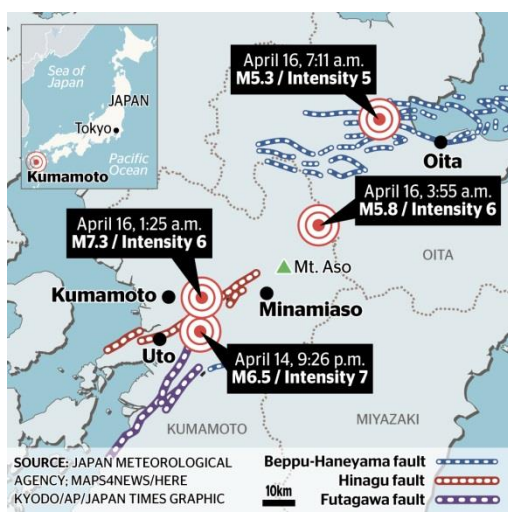 Sea of
Japan
JAPAN
Tokyo
Pacific
Ocean
Kumamoto
April 16, 7:11 a.m.
M5.3 / Intensity 5
Oita
April 16, 3:55 a.m.
M5.8 / Intensity 6
OITA
April 16, 1:25 a.m.
M7.3 / Intensity 6
Mt. Aso
Kumamoto
Minamiaso
Uto
April 14, 9:26 p.m.
M6.5 / Intensity 7
KUMAMOTO
MIYAZAKI
SOURCE: JAPAN METEOROLOGICAL
AGENCY; MAPS4NEWS/HERE
KYODO/AP/JAPAN TIMES GRAPHIC
10km
Beppu-Haneyama fault
Hinagu fault
Futagawa fault